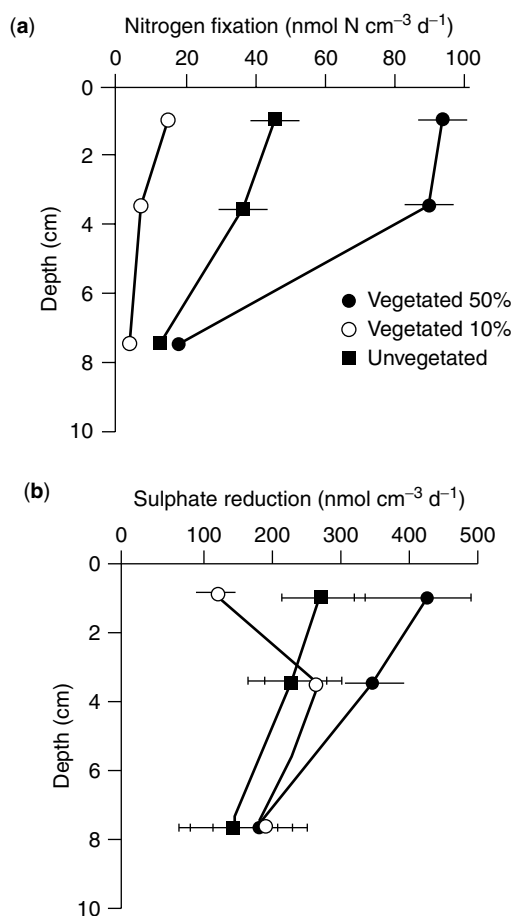 (a) Nitrogen fixation (nmol N cm⁻³ d⁻¹)
0 20 40 60 80 100
0
2
4
6
8
10
Depth (cm)
Vegetated 50%
Vegetated 10%
Unvegetated
(b) Sulphate reduction (nmol cm⁻³ d⁻¹)
0 100 200 300 400 500
0
2
4
6
8
10
Depth (cm)